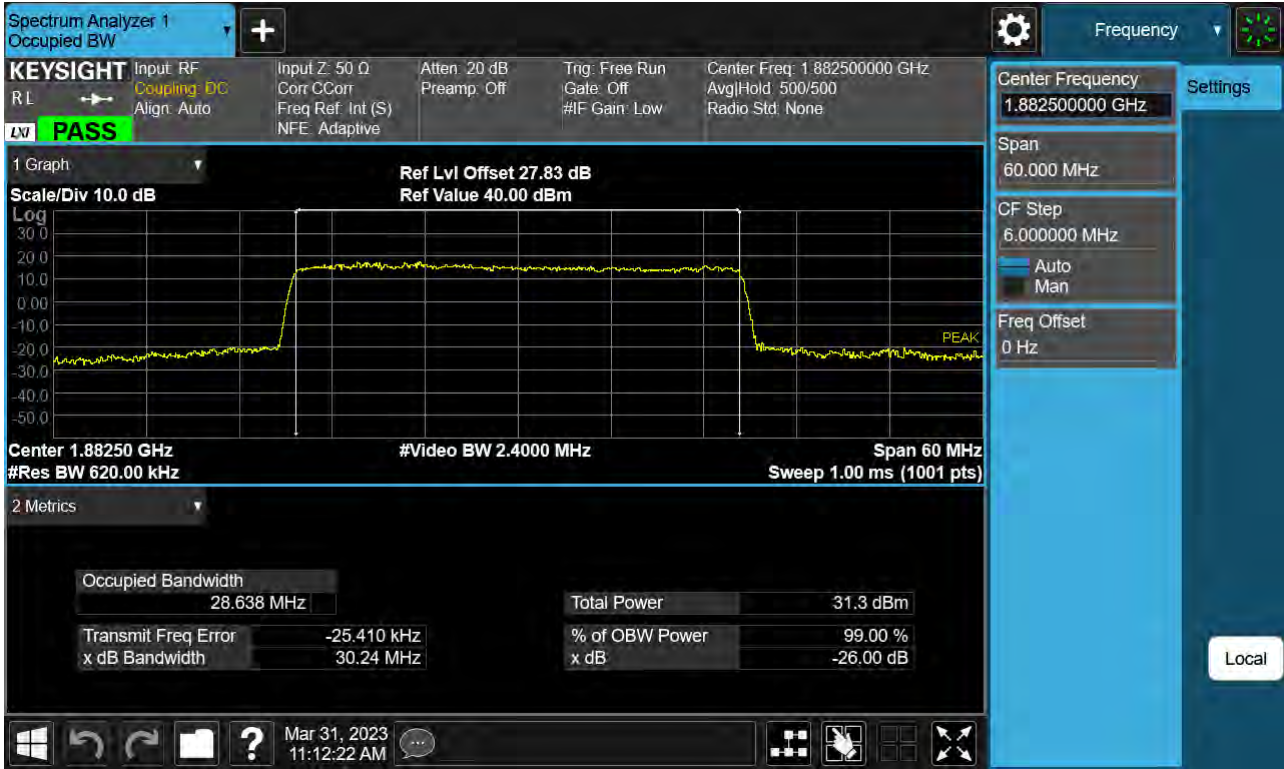 Spectrum Analyzer 1
Occupied BW
+
Frequency
KEYSIGHT
R L
LXI PASS
Input: RF
Coupling: DC
Align: Auto
Input Z: 50 Ω
Corr CCorr
Freq Ref: Int (S)
NFE: Adaptive
Atten: 20 dB
Preamp: Off
Trig: Free Run
Gate: Off
#IF Gain: Low
Center Freq: 1.882500000 GHz
Avg|Hold: 500/500
Radio Std: None
1 Graph
Scale/Div 10.0 dB
Ref Lvl Offset 27.83 dB
Ref Value 40.00 dBm
Log
30.0
20.0
10.0
0.00
-10.0
-20.0
-30.0
-40.0
-50.0
PEAK
Center 1.88250 GHz
#Video BW 2.4000 MHz
Span 60 MHz
#Res BW 620.00 kHz
Sweep 1.00 ms (1001 pts)
2 Metrics
Occupied Bandwidth
28.638 MHz
Transmit Freq Error -25.410 kHz
x dB Bandwidth 30.24 MHz
Total Power 31.3 dBm
% of OBW Power 99.00 %
x dB -26.00 dB
Mar 31, 2023
11:12:22 AM
?
Center Frequency
1.882500000 GHz
Settings
Span
60.000 MHz
CF Step
6.000000 MHz
Auto
Man
Freq Offset
0 Hz
Local